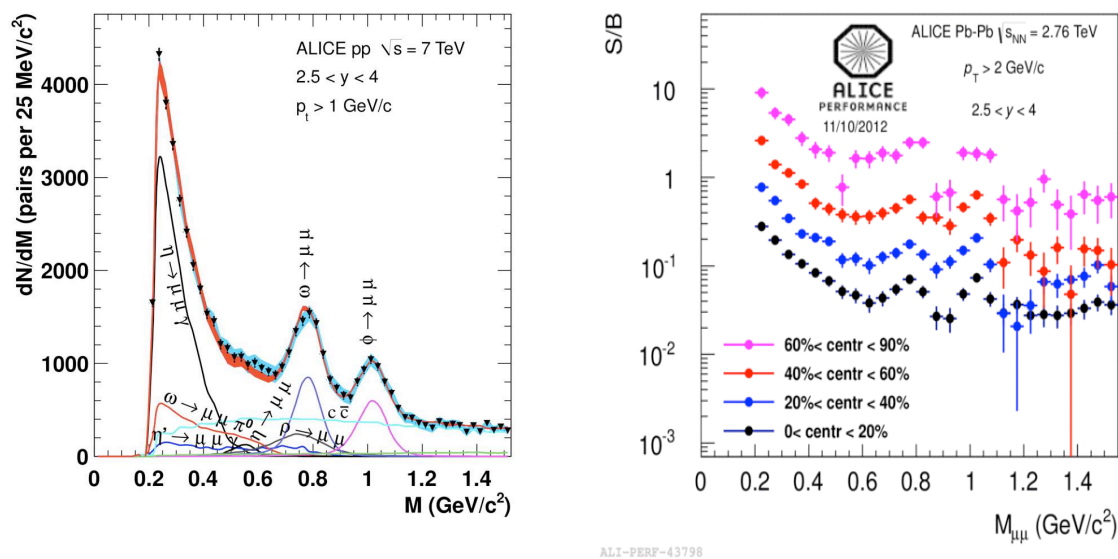 dN/dM (pairs per 25 MeV/c²)
4000
3000
2000
1000
0
ALICE pp √s = 7 TeV
2.5 < y < 4
pt > 1 GeV/c
η→μμγ
ω→μμ
φ→μμ
ω→μμπ⁰
η'→μμγ
η→μμ
ρ→μμ
cc̄
0 0.2 0.4 0.6 0.8 1 1.2 1.4
M (GeV/c²)
S/B
10
1
10⁻¹
10⁻²
10⁻³
ALICE
PERFORMANCE
11/10/2012
ALICE Pb-Pb √sNN = 2.76 TeV
pT > 2 GeV/c
2.5 < y < 4
60%< centr < 90%
40%< centr < 60%
20%< centr < 40%
0< centr < 20%
0 0.2 0.4 0.6 0.8 1 1.2 1.4
Mμμ (GeV/c²)
ALI-PERF-43798